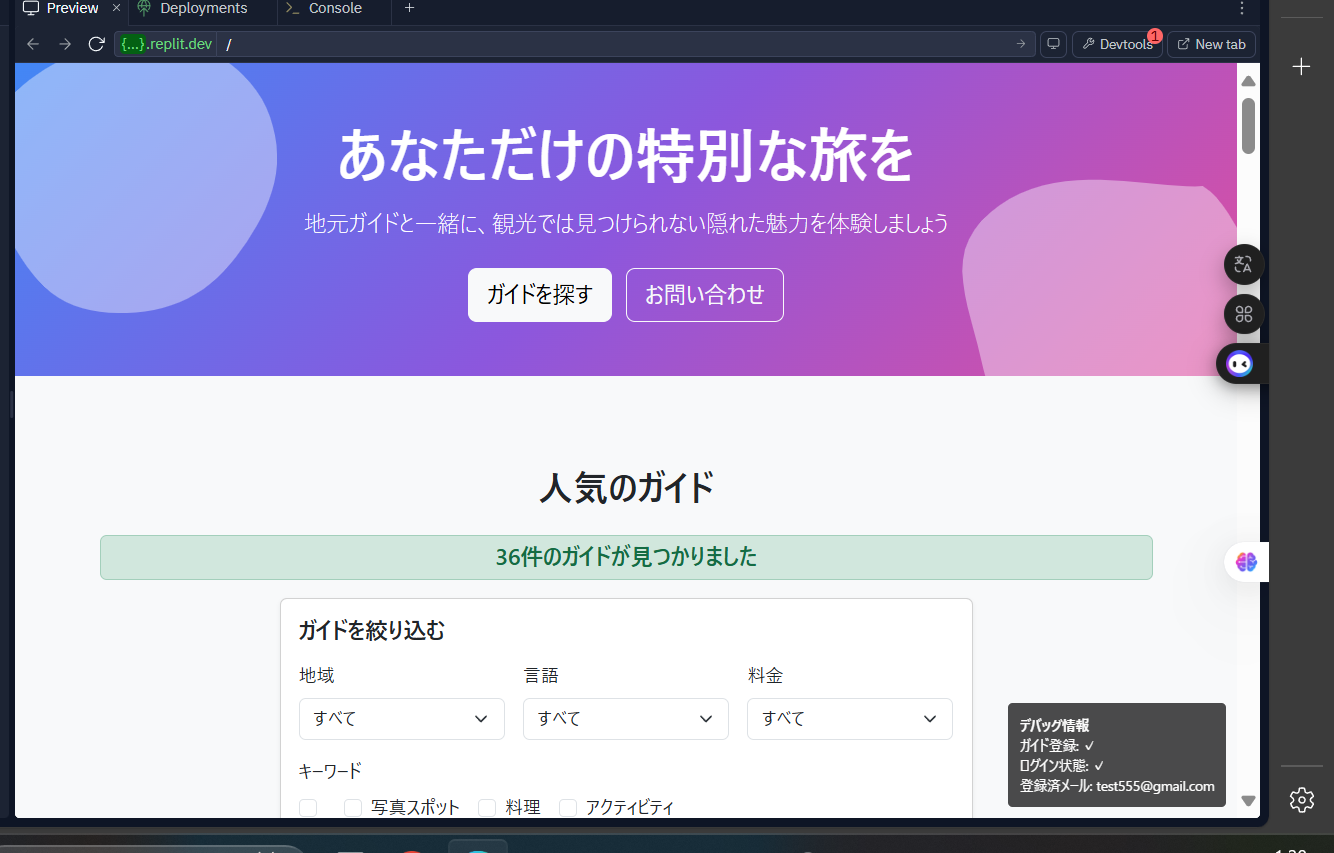 Preview
Deployments
Console
{...}.replit.dev /
Devtools 1
New tab
あなただけの特別な旅を
地元ガイドと一緒に、観光では見つけられない隠れた魅力を体験しましょう
ガイドを探す
お問い合わせ
人気のガイド
36件のガイドが見つかりました
ガイドを絞り込む
地域 言語 料金
すべて すべて すべて
キーワード
写真スポット 料理 アクティビティ
デバッグ情報
ガイド登録: ✓
ログイン状態: ✓
登録済メール: test555@gmail.com